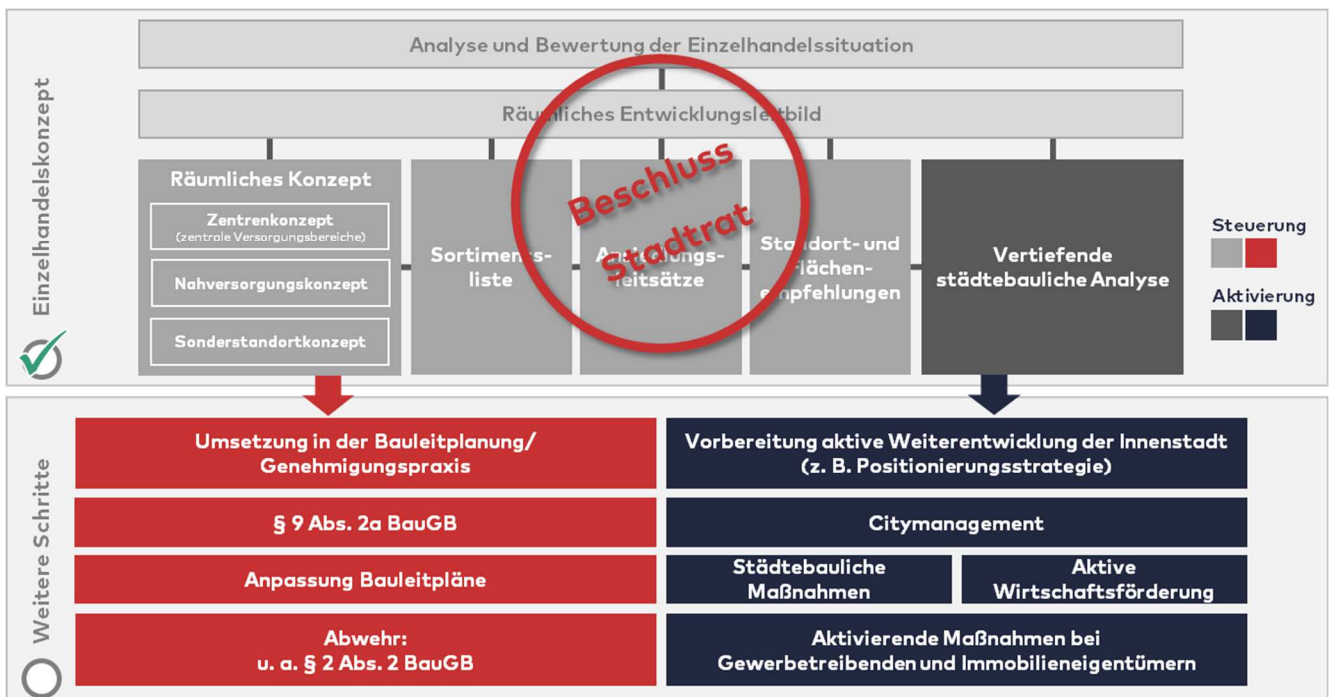 Einzelhandelskonzept
Analyse und Bewertung der Einzelhandelssituation
Räumliches Entwicklungsleitbild
Räumliches Konzept
Zentrenkonzept
(zentrale Versorgungsbereiche)
Nahversorgungskonzept
Sonderstandortkonzept
Sortiments-
liste
Ansiedlungs-
leitsätze
Standort- und
Flächen-
empfehlungen
Vertiefende
städtebauliche Analyse
Beschluss
Stadtrat
Steuerung
Aktivierung
Weitere Schritte
Umsetzung in der Bauleitplanung/
Genehmigungspraxis
§ 9 Abs. 2a BauGB
Anpassung Bauleitpläne
Abwehr:
u. a. § 2 Abs. 2 BauGB
Vorbereitung aktive Weiterentwicklung der Innenstadt
(z. B. Positionierungsstrategie)
Citymanagement
Städtebauliche
Maßnahmen
Aktive
Wirtschaftsförderung
Aktivierende Maßnahmen bei
Gewerbetreibenden und Immobilieneigentümern